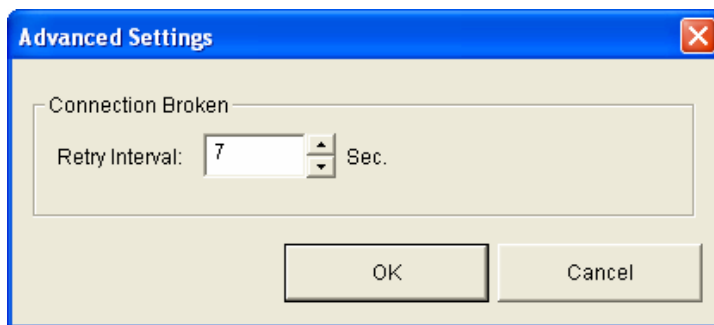 Advanced Settings
Connection Broken
Retry Interval: 7 Sec.
OK Cancel